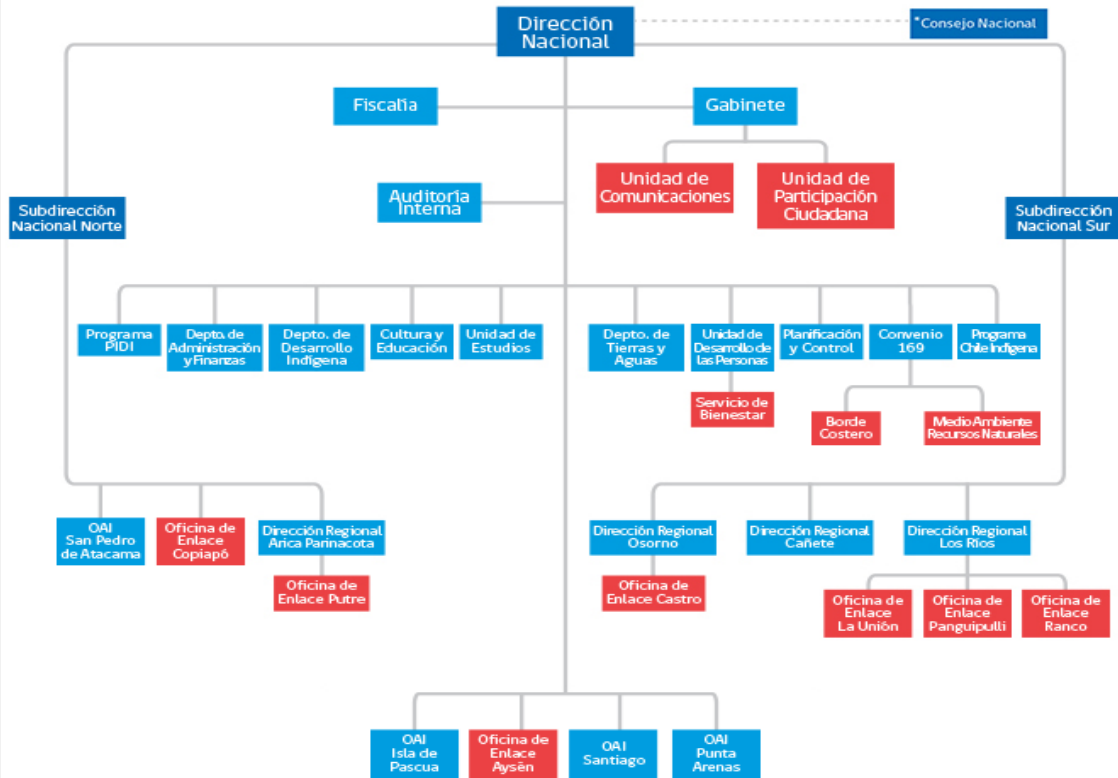 Dirección
Nacional
*Consejo Nacional
Fiscalía
Gabinete
Unidad de
Comunicaciones
Unidad de
Participación
Ciudadana
Auditoría
Interna
Subdirección
Nacional Norte
Subdirección
Nacional Sur
Programa
PIDI
Depto. de
Administración
y Finanzas
Depto. de
Desarrollo
Indígena
Cultura y
Educación
Unidad de
Estudios
Depto. de
Tierras y
Aguas
Unidad de
Desarrollo de
las Personas
Planificación
y Control
Convenio
169
Programa
Chile Indígena
Servicio de
Bienestar
Borde
Costero
Medio Ambiente
Recursos Naturales
OAI
San Pedro
de Atacama
Oficina de
Enlace
Copiapó
Dirección Regional
Arica Parinacota
Oficina de
Enlace Putre
Dirección Regional
Osorno
Dirección Regional
Cañete
Dirección Regional
Los Ríos
Oficina de
Enlace Castro
Oficina de
Enlace
La Unión
Oficina de
Enlace
Panguipulli
Oficina de
Enlace
Ranco
OAI
Isla de
Pascua
Oficina de
Enlace
Aysén
OAI
Santiago
OAI
Punta
Arenas